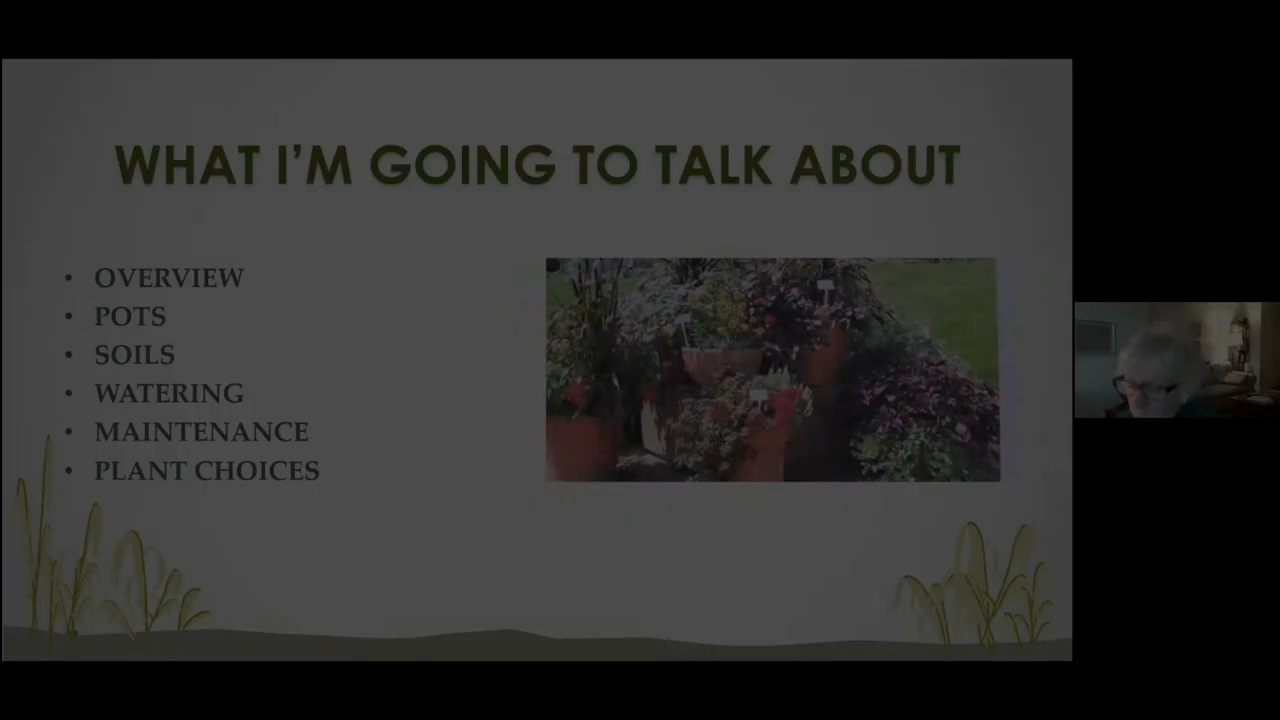 WHAT I'M GOING TO TALK ABOUT
• OVERVIEW
• POTS
• SOILS
• WATERING
• MAINTENANCE
• PLANT CHOICES